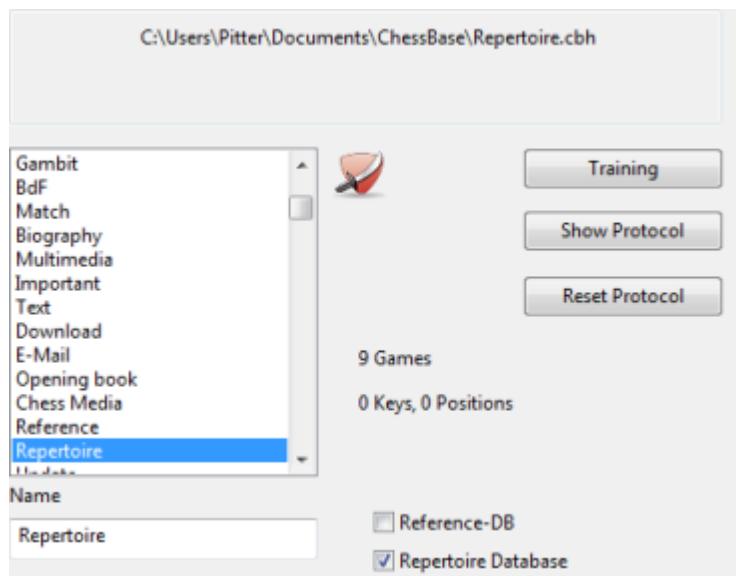 C:\Users\Pitter\Documents\ChessBase\Repertoire.cbh
Gambit
BdF
Match
Biography
Multimedia
Important
Text
Download
E-Mail
Opening book
Chess Media
Reference
Repertoire
Update
Name
Repertoire
Training
Show Protocol
Reset Protocol
9 Games
0 Keys, 0 Positions
Reference-DB
Repertoire Database